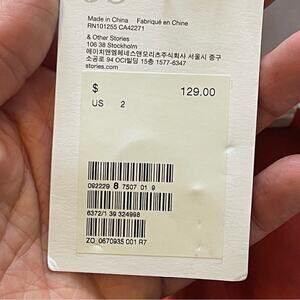 Made in China Fabriqué en Chine
RN101255 CA42271
& Other Stories
106 38 Stockholm
에이치앤엠헤네스앤모리츠주식회사 서울시 중구
소공로 94 OCI빌딩 15층 1577-6347
stories.com
$ 129.00
US 2
092229 8 7507 01 9
6372/1 39 324998
ZO 0670935 001 R7